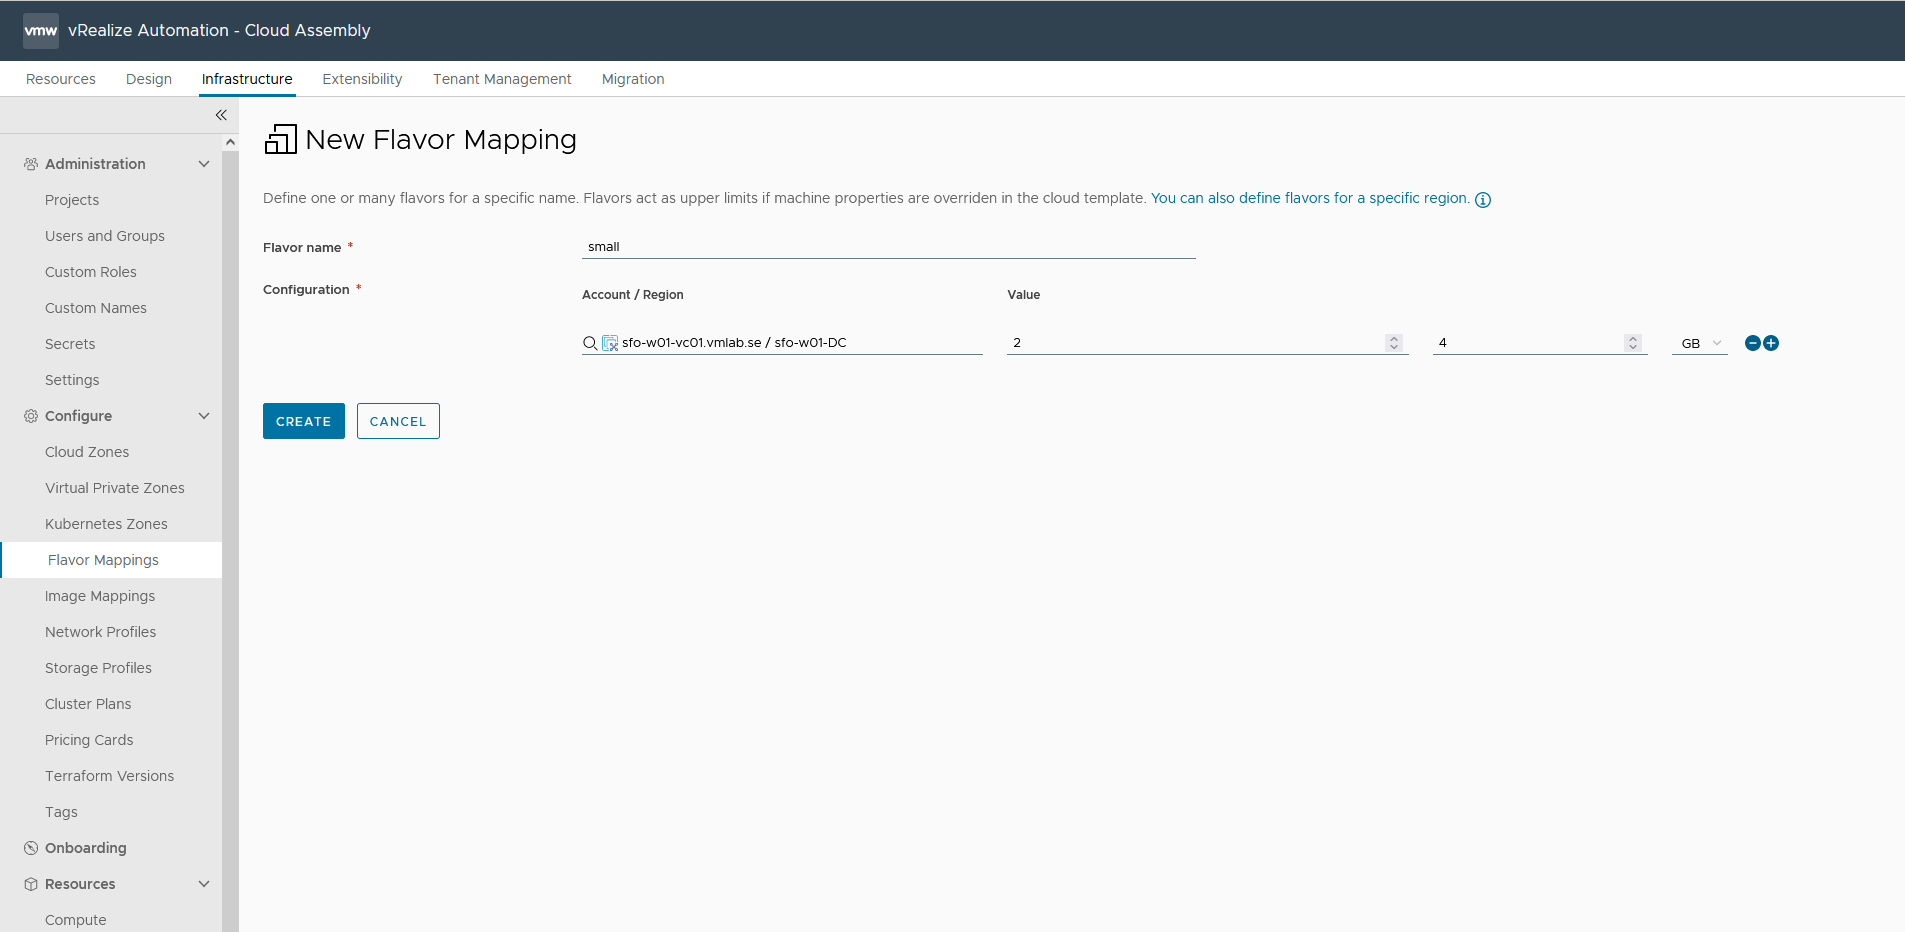 vmw vRealize Automation - Cloud Assembly
Resources Design Infrastructure Extensibility Tenant Management Migration
Administration
Projects
Users and Groups
Custom Roles
Custom Names
Secrets
Settings
Configure
Cloud Zones
Virtual Private Zones
Kubernetes Zones
Flavor Mappings
Image Mappings
Network Profiles
Storage Profiles
Cluster Plans
Pricing Cards
Terraform Versions
Tags
Onboarding
Resources
Compute
New Flavor Mapping
Define one or many flavors for a specific name. Flavors act as upper limits if machine properties are overriden in the cloud template. You can also define flavors for a specific region.
Flavor name * small
Configuration *
Account / Region Value
sfo-w01-vc01.vmlab.se / sfo-w01-DC 2 4 GB
CREATE CANCEL